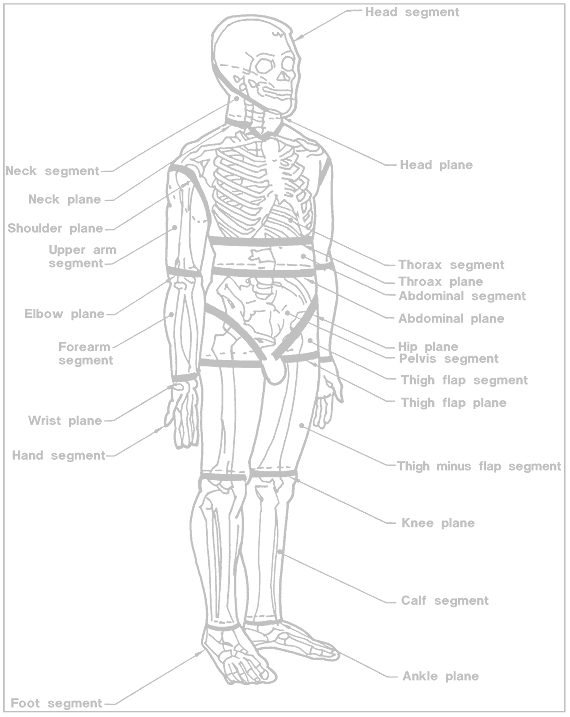 Head segment
Neck segment
Neck plane
Shoulder plane
Upper arm
segment
Elbow plane
Forearm
segment
Wrist plane
Hand segment
Foot segment
Head plane
Thorax segment
Throax plane
Abdominal segment
Abdominal plane
Hip plane
Pelvis segment
Thigh flap segment
Thigh flap plane
Thigh minus flap segment
Knee plane
Calf segment
Ankle plane